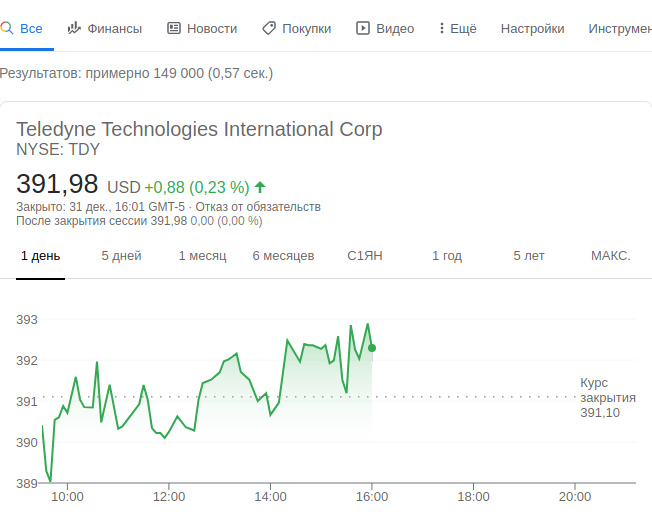 Все Финансы Новости Покупки Видео Ещё Настройки Инструмен
Результатов: примерно 149 000 (0,57 сек.)
Teledyne Technologies International Corp
NYSE: TDY
391,98 USD +0,88 (0,23 %)
Закрыто: 31 дек., 16:01 GMT-5 · Отказ от обязательств
После закрытия сессии 391,98 0,00 (0,00 %)
1 день 5 дней 1 месяц 6 месяцев С1ЯН 1 год 5 лет МАКС.
393
392
391
390
389
Курс
закрытия
391,10
10:00 12:00 14:00 16:00 18:00 20:00